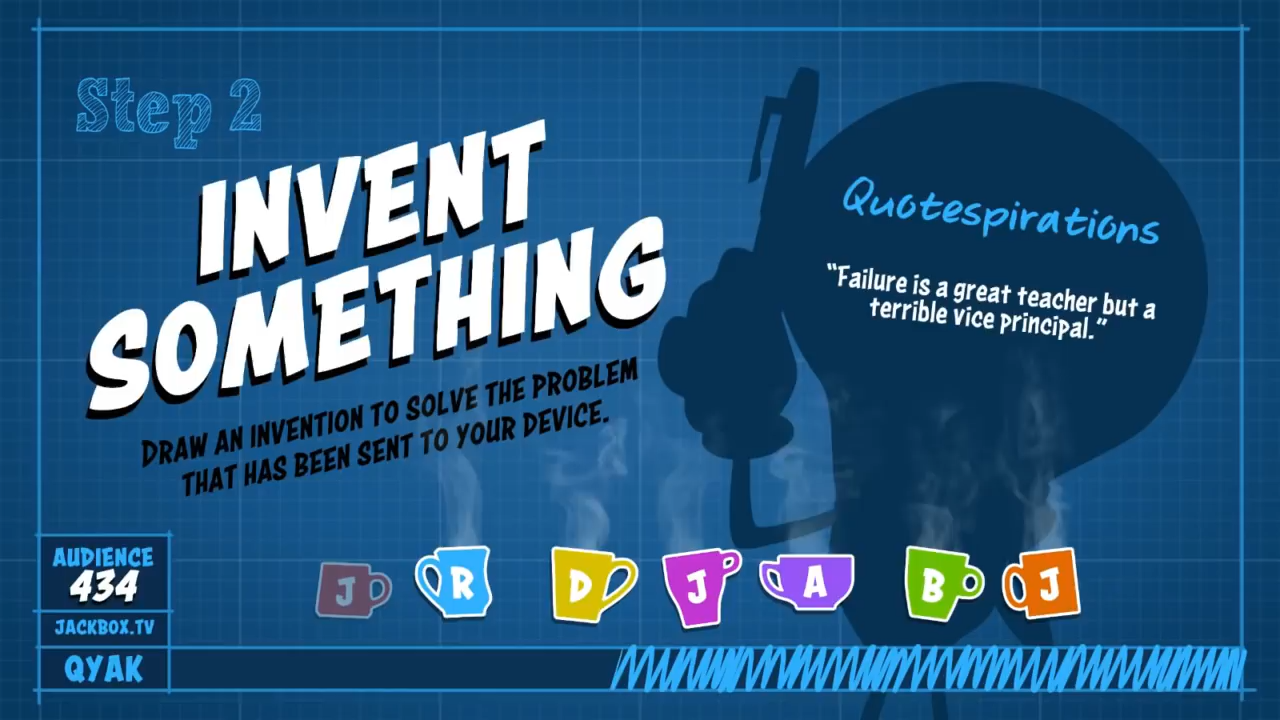 Step 2
INVENT
SOMETHING
DRAW AN INVENTION TO SOLVE THE PROBLEM
THAT HAS BEEN SENT TO YOUR DEVICE.
Quotespirations
“Failure is a great teacher but a
terrible vice principal.”
J R D J A B J
AUDIENCE
434
JACKBOX.TV
QYAK